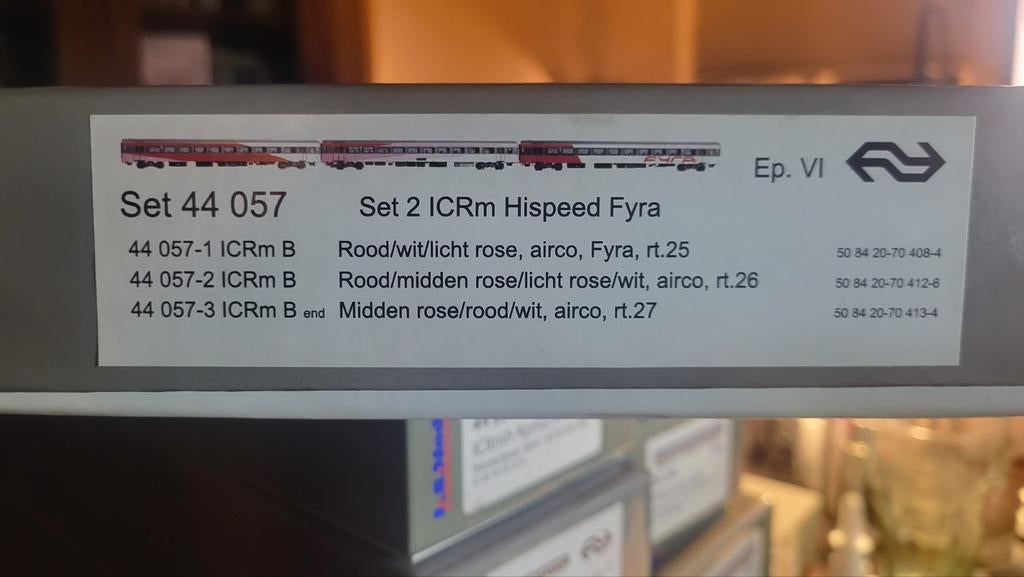 FYRA
Ep. VI
Set 44 057 Set 2 ICRm Hispeed Fyra
44 057-1 ICRm B Rood/wit/licht rose, airco, Fyra, rt.25 50 84 20-70 408-4
44 057-2 ICRm B Rood/midden rose/licht rose/wit, airco, rt.26 50 84 20-70 412-6
44 057-3 ICRm B end Midden rose/rood/wit, airco, rt.27 50 84 20-70 413-4